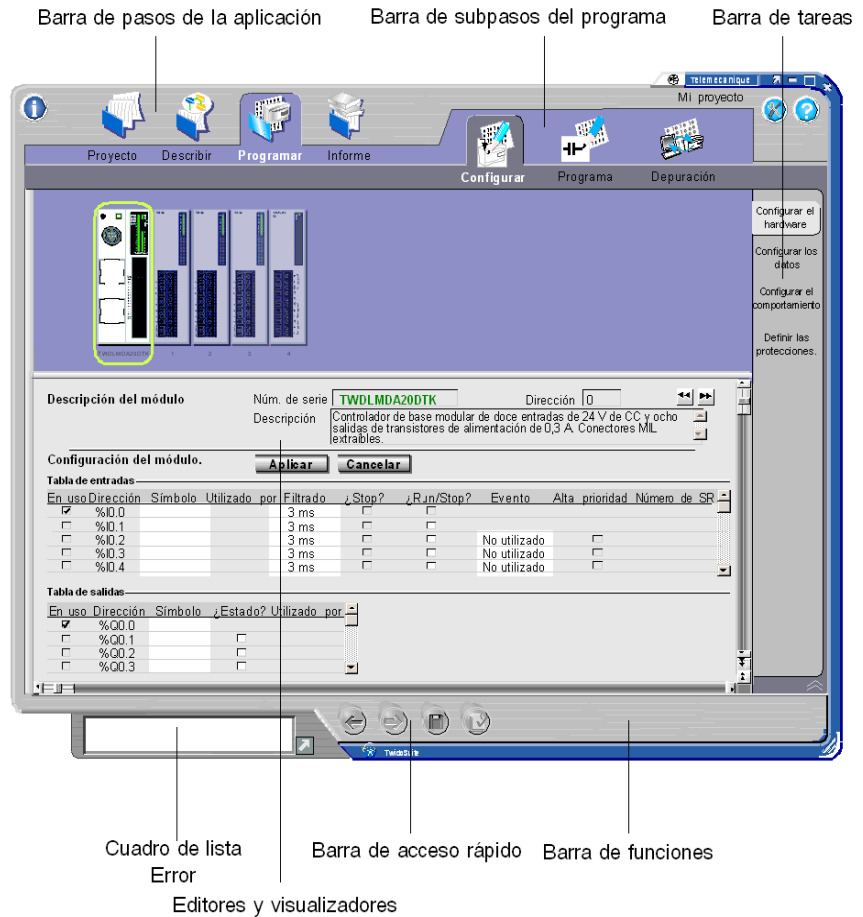 Barra de pasos de la aplicación
Barra de subpasos del programa
Barra de tareas
Telemecanique
Mi proyecto
Proyecto Describir Programar Informe
Configurar Programa Depuración
Configurar el
hardware
Configurar los
datos
Configurar el
comportamiento
Definir las
protecciones.
TWDLMDA20DTK 1 2 3 4
Descripción del módulo
Núm. de serie TWDLMDA20DTK Dirección 0
Descripción Controlador de base modular de doce entradas de 24 V de CC y ocho
salidas de transistores de alimentación de 0,3 A. Conectores MIL
extraíbles.
Configuración del módulo. Aplicar Cancelar
Tabla de entradas
En uso Dirección Símbolo Utilizado por Filtrado ¿Stop? ¿Run/Stop? Evento Alta prioridad Número de SR
%I0.0 3 ms
%I0.1 3 ms
%I0.2 3 ms No utilizado
%I0.3 3 ms No utilizado
%I0.4 3 ms No utilizado
Tabla de salidas
En uso Dirección Símbolo ¿Estado? Utilizado por
%Q0.0
%Q0.1
%Q0.2
%Q0.3
TwidoSuite
Cuadro de lista
Error
Barra de acceso rápido
Barra de funciones
Editores y visualizadores